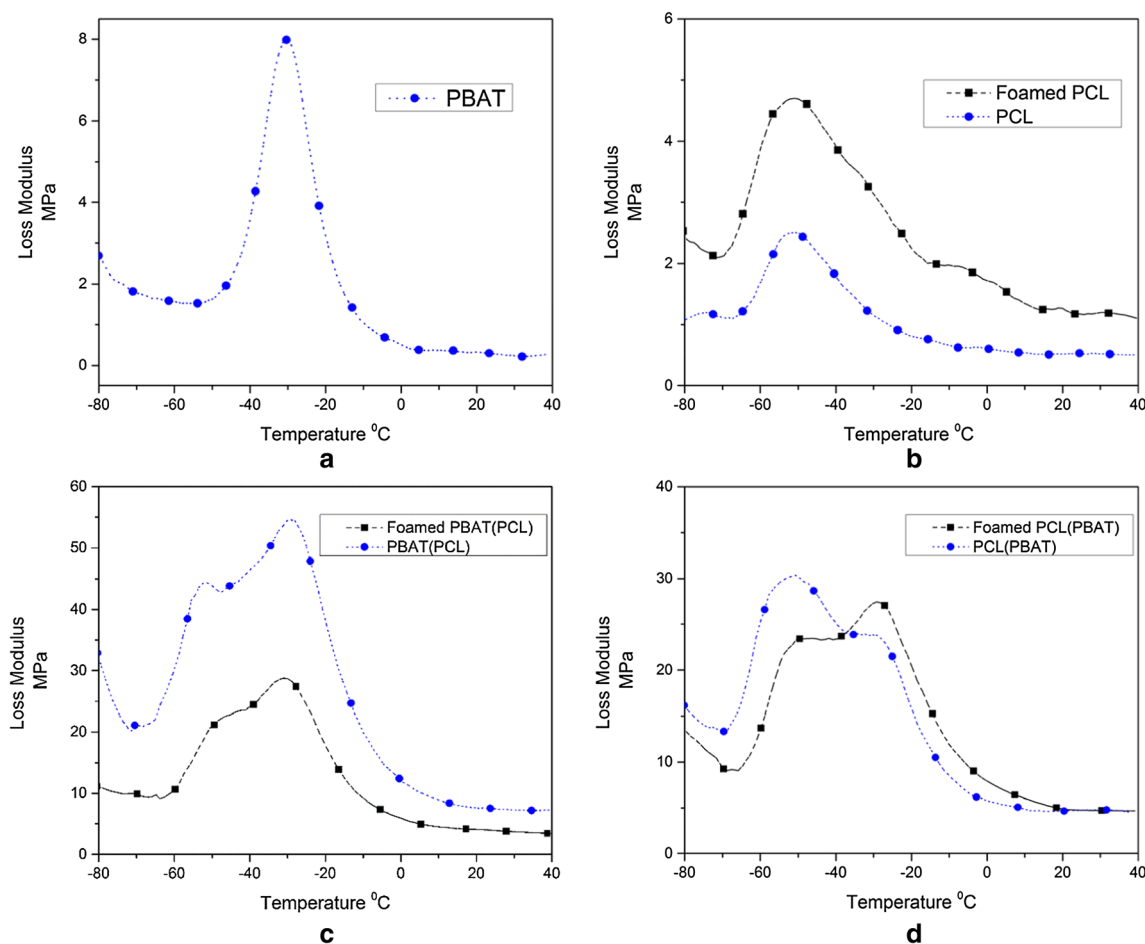 8
6
4
2
0
Loss Modulus
MPa
PBAT
-80 -60 -40 -20 0 20 40
Temperature ⁰C
a
6
4
2
0
Loss Modulus
MPa
Foamed PCL
PCL
-80 -60 -40 -20 0 20 40
Temperature ⁰C
b
60
50
40
30
20
10
0
Loss Modulus
MPa
Foamed PBAT(PCL)
PBAT(PCL)
-80 -60 -40 -20 0 20 40
Temperature ⁰C
c
40
30
20
10
0
Loss Modulus
MPa
Foamed PCL(PBAT)
PCL(PBAT)
-80 -60 -40 -20 0 20 40
Temperature ⁰C
d